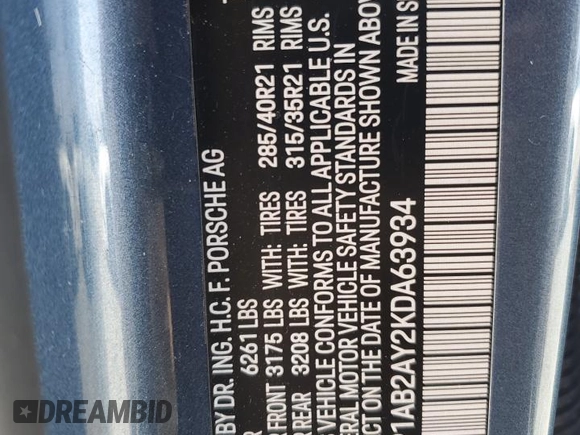 BY DR. ING. H.C. F. PORSCHE AG
6261 LBS
FRONT 3175 LBS WITH: TIRES 285/40R21 RIMS
REAR 3208 LBS WITH: TIRES 315/35R21 RIMS
VEHICLE CONFORMS TO ALL APPLICABLE U.S.
MOTOR VEHICLE SAFETY STANDARDS IN
ON THE DATE OF MANUFACTURE SHOWN ABOV
1AB2AY2KDA63934 MADE IN S
DREAMBID